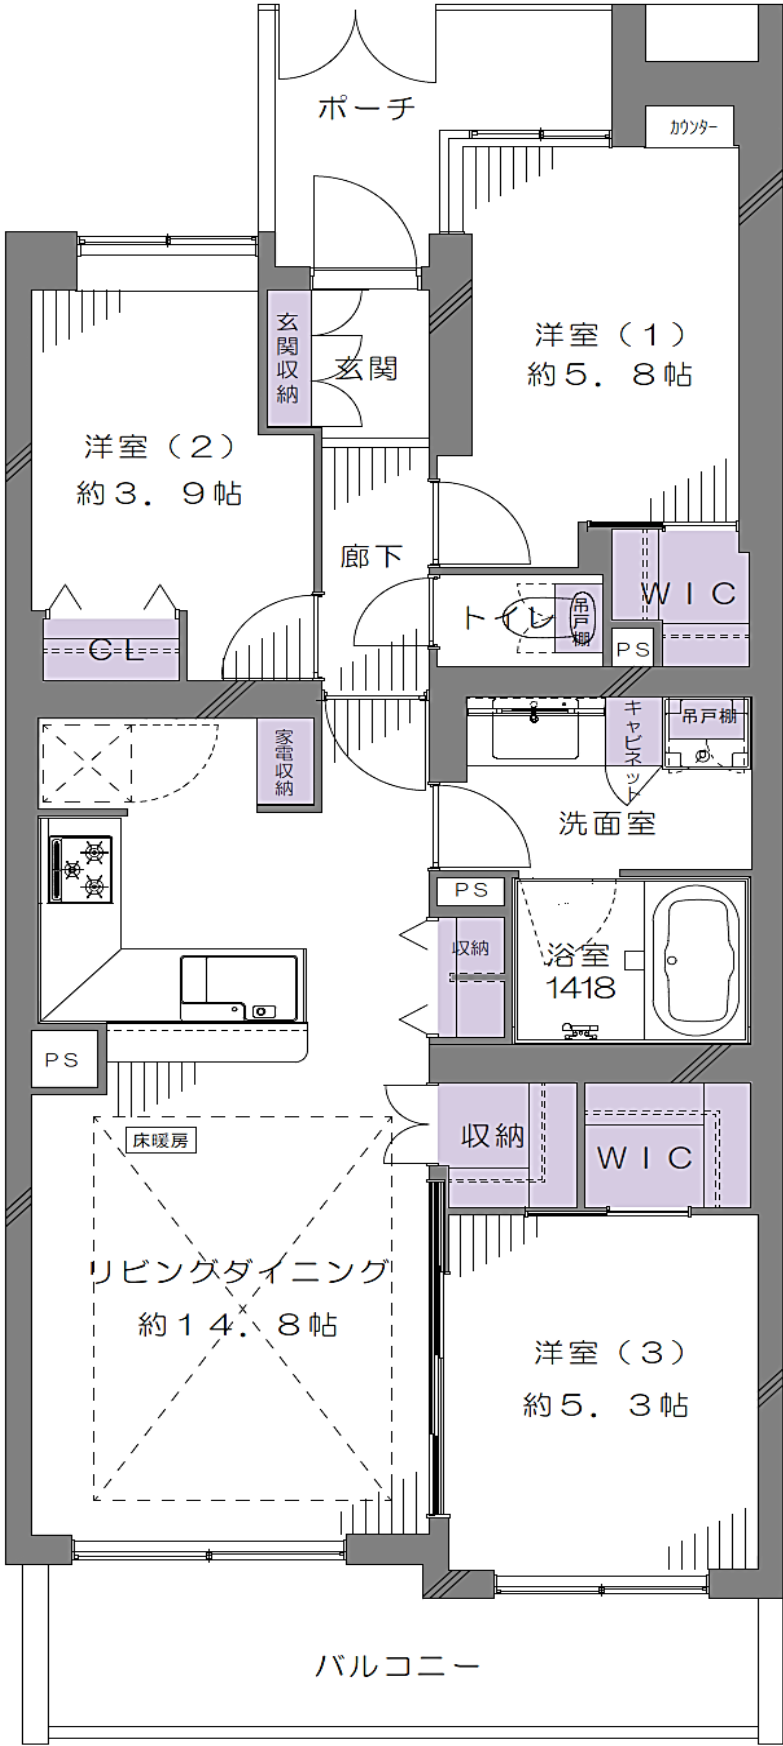 ポーチ
カウンター
洋室（１）
約５．８帖
玄関収納
玄関
洋室（２）
約３．９帖
廊下
ＷＩＣ
トイレ
吊戸棚
ＰＳ
ＣＬ
家電収納
キャビネット
吊戸棚
洗面室
ＰＳ
収納
浴室
1418
ＰＳ
床暖房
収納
ＷＩＣ
リビングダイニング
約１４．８帖
洋室（３）
約５．３帖
バルコニー